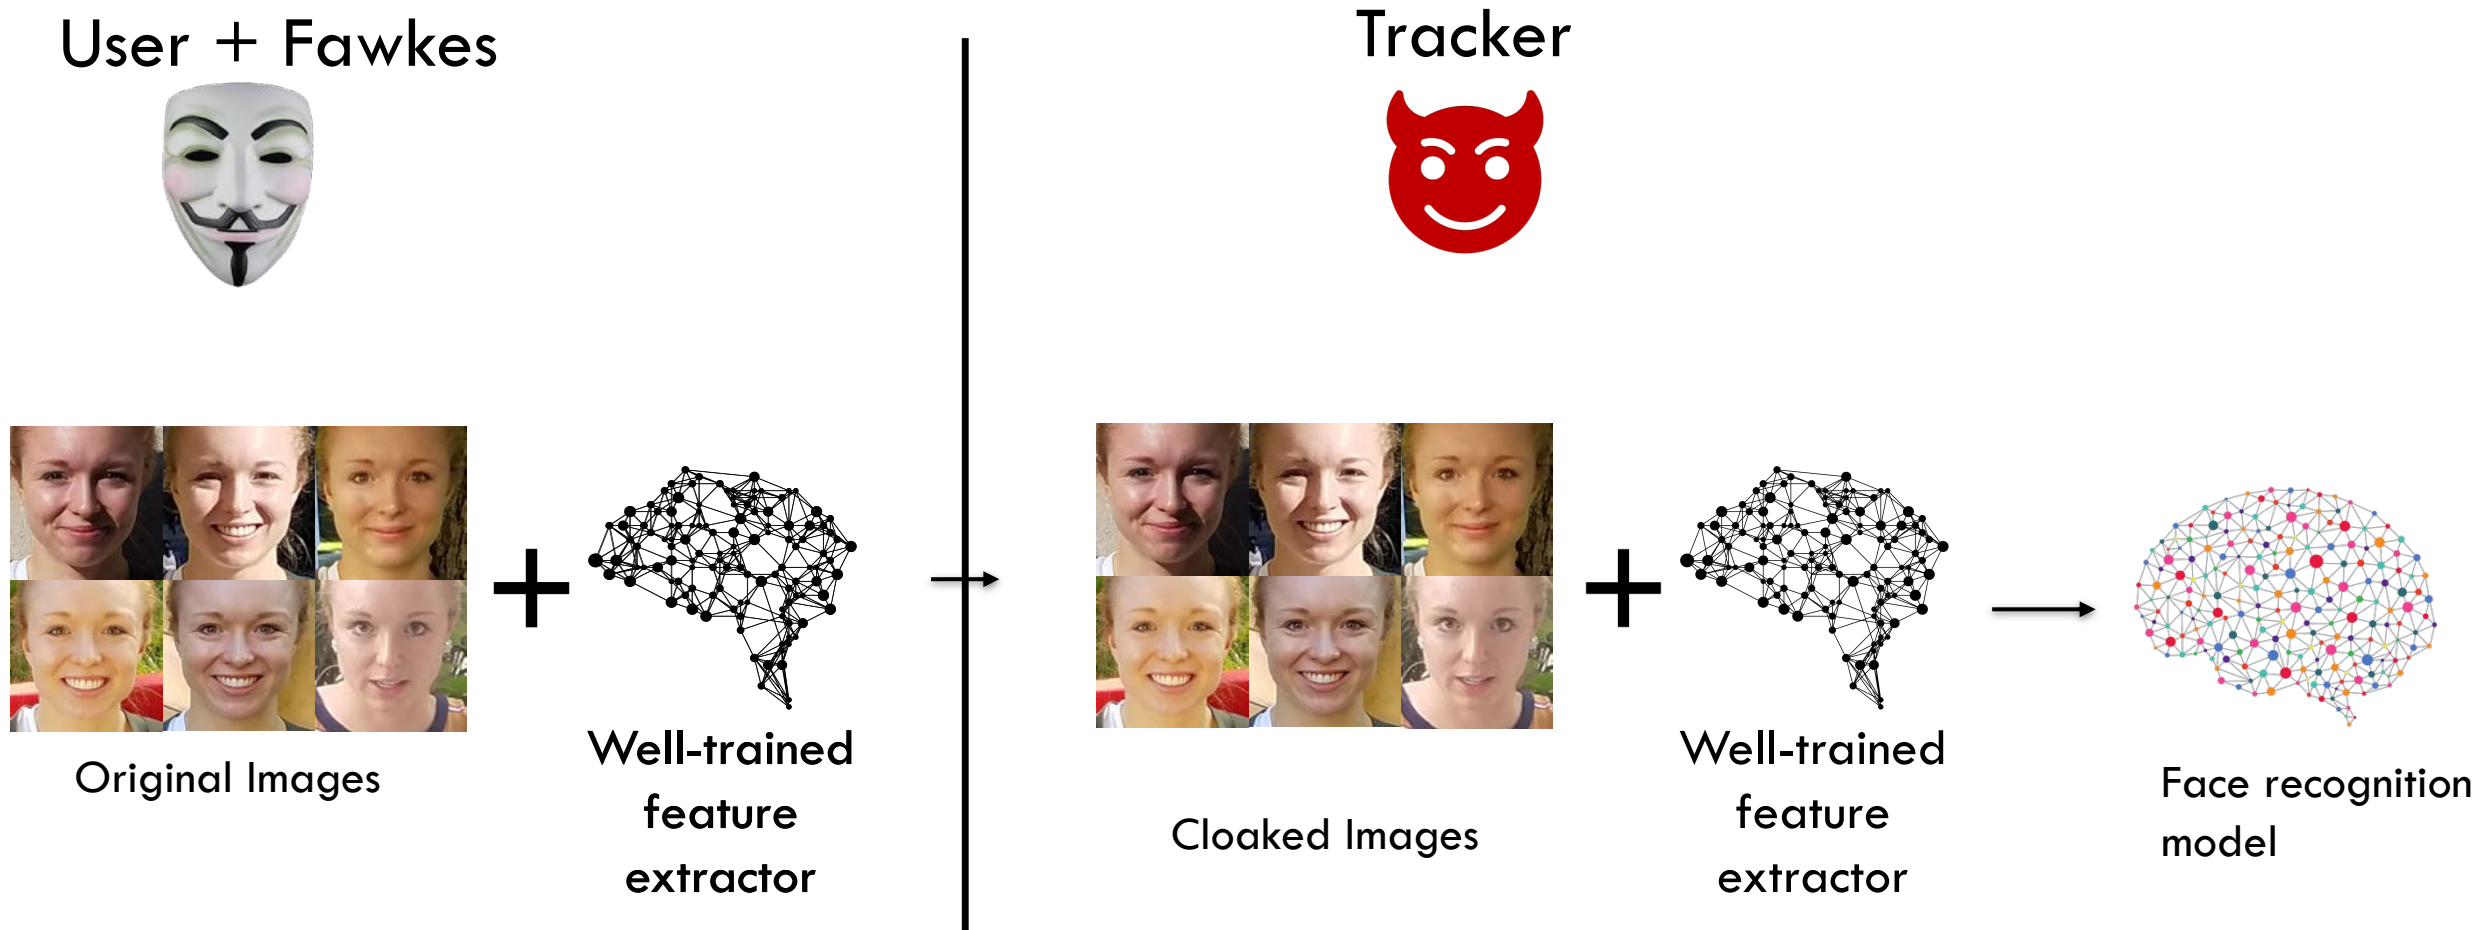 User + Fawkes
Tracker
Original Images
Well-trained
feature
extractor
Cloaked Images
Well-trained
feature
extractor
Face recognition
model